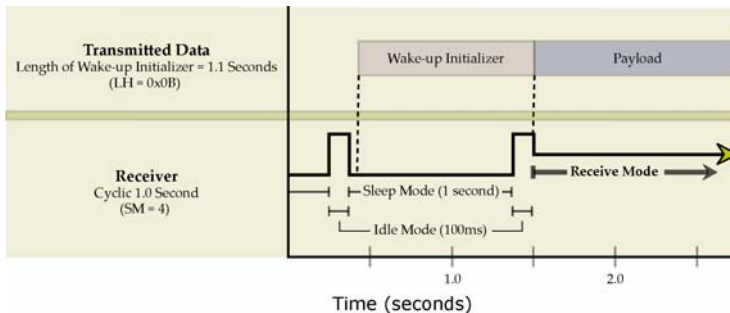 Transmitted Data
Length of Wake-up Initializer = 1.1 Seconds
(LH = 0x0B)
Wake-up Initializer
Payload
Receiver
Cyclic 1.0 Second
(SM = 4)
Sleep Mode (1 second)
Receive Mode
Idle Mode (100ms)
1.0
2.0
Time (seconds)